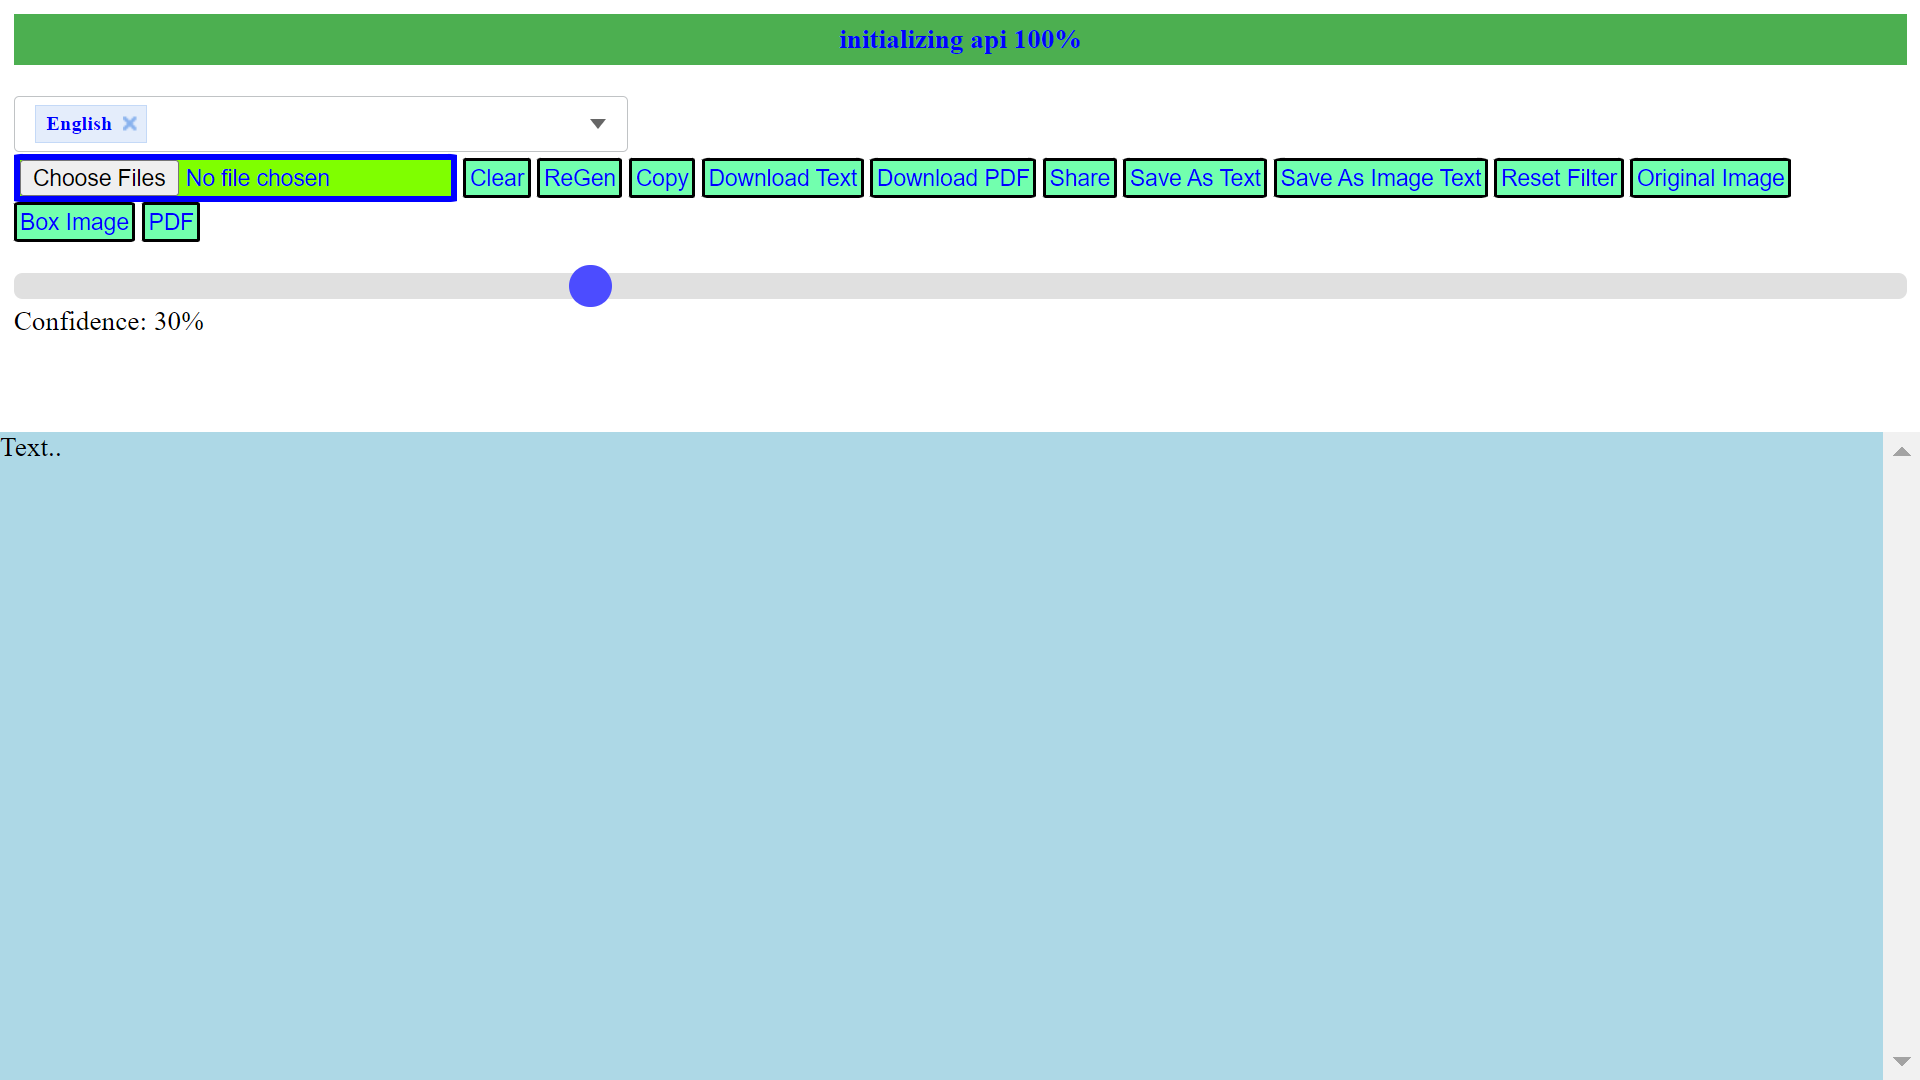 initializing api 100%
English
Choose Files No file chosen Clear ReGen Copy Download Text Download PDF Share Save As Text Save As Image Text Reset Filter Original Image
Box Image PDF
Confidence: 30%
Text..